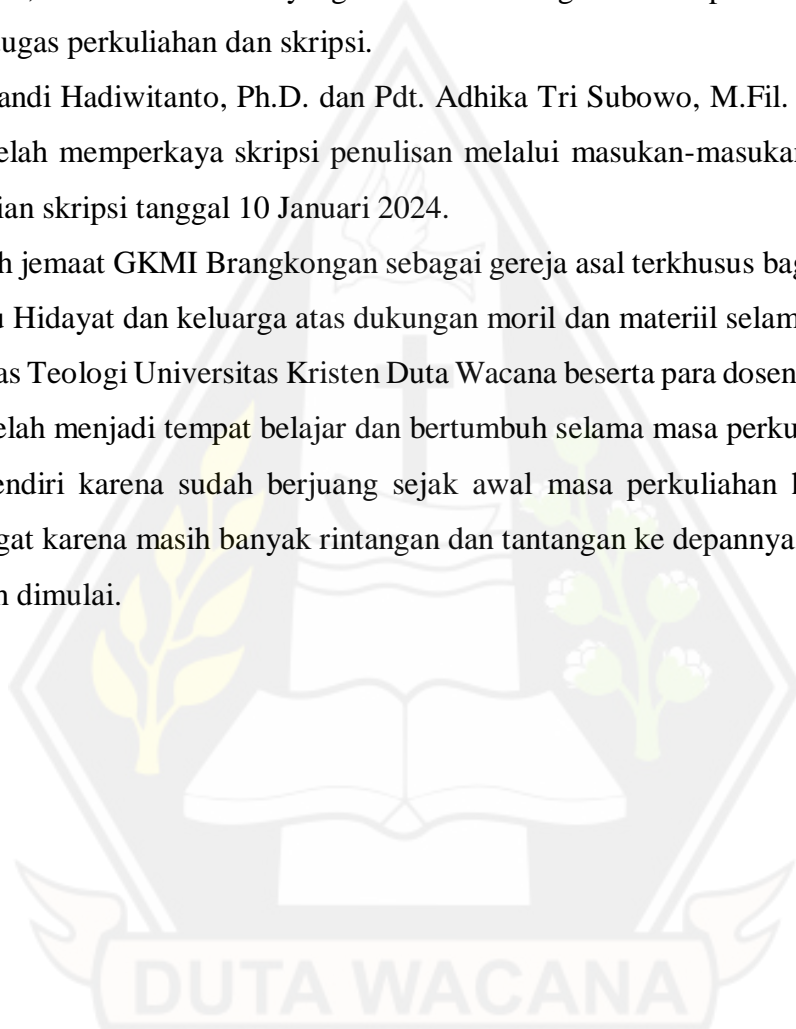 ugas perkuliahan dan skripsi.
andi Hadiwitanto, Ph.D. dan Pdt. Adhika Tri Subowo, M.Fil.
elah memperkaya skripsi penulisan melalui masukan-masukan
ian skripsi tanggal 10 Januari 2024.
h jemaat GKMI Brangkongan sebagai gereja asal terkhusus bag
u Hidayat dan keluarga atas dukungan moril dan materiil selam
as Teologi Universitas Kristen Duta Wacana beserta para dosen
elah menjadi tempat belajar dan bertumbuh selama masa perku
endiri karena sudah berjuang sejak awal masa perkuliahan
gat karena masih banyak rintangan dan tantangan ke depannya
n dimulai.
DUTA WACANA